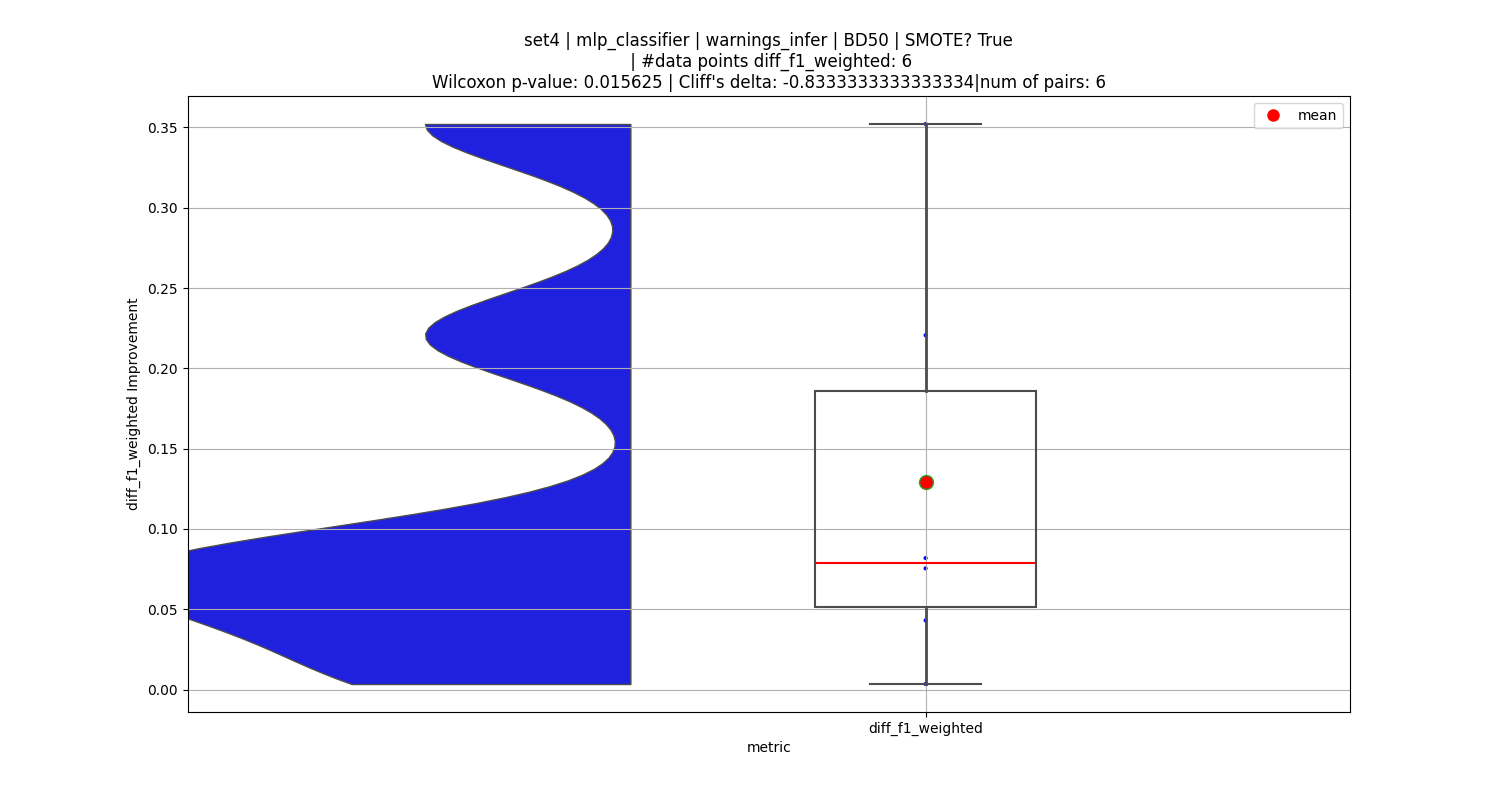 set4 | mlp_classifier | warnings_infer | BD50 | SMOTE? True
| #data points diff_f1_weighted: 6
Wilcoxon p-value: 0.015625 | Cliff's delta: -0.8333333333333334|num of pairs: 6
mean
0.35
0.30
0.25
0.20
0.15
0.10
0.05
0.00
diff_f1_weighted Improvement
diff_f1_weighted
metric